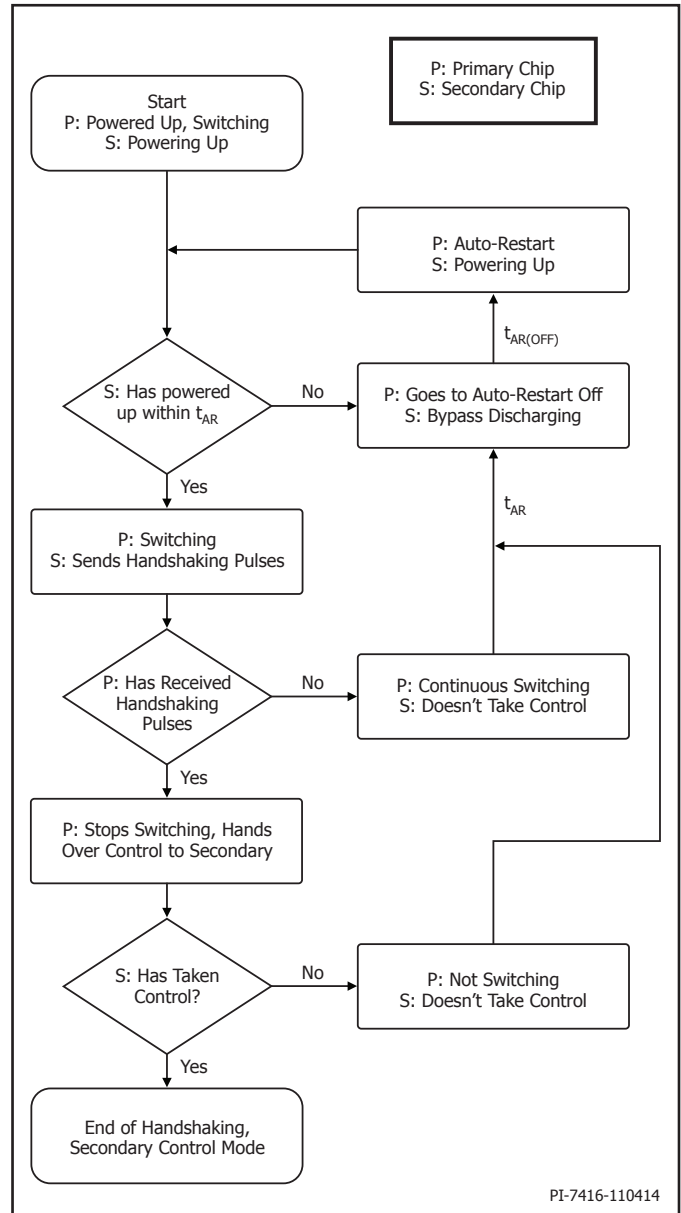 P: Primary Chip
S: Secondary Chip
Start
P: Powered Up, Switching
S: Powering Up
P: Auto-Restart
S: Powering Up
tAR(OFF)
S: Has powered
up within tAR
No
P: Goes to Auto-Restart Off
S: Bypass Discharging
Yes
tAR
P: Switching
S: Sends Handshaking Pulses
P: Has Received
Handshaking
Pulses
No
P: Continuous Switching
S: Doesn't Take Control
Yes
P: Stops Switching, Hands
Over Control to Secondary
S: Has Taken
Control?
No
P: Not Switching
S: Doesn't Take Control
Yes
End of Handshaking,
Secondary Control Mode
PI-7416-110414